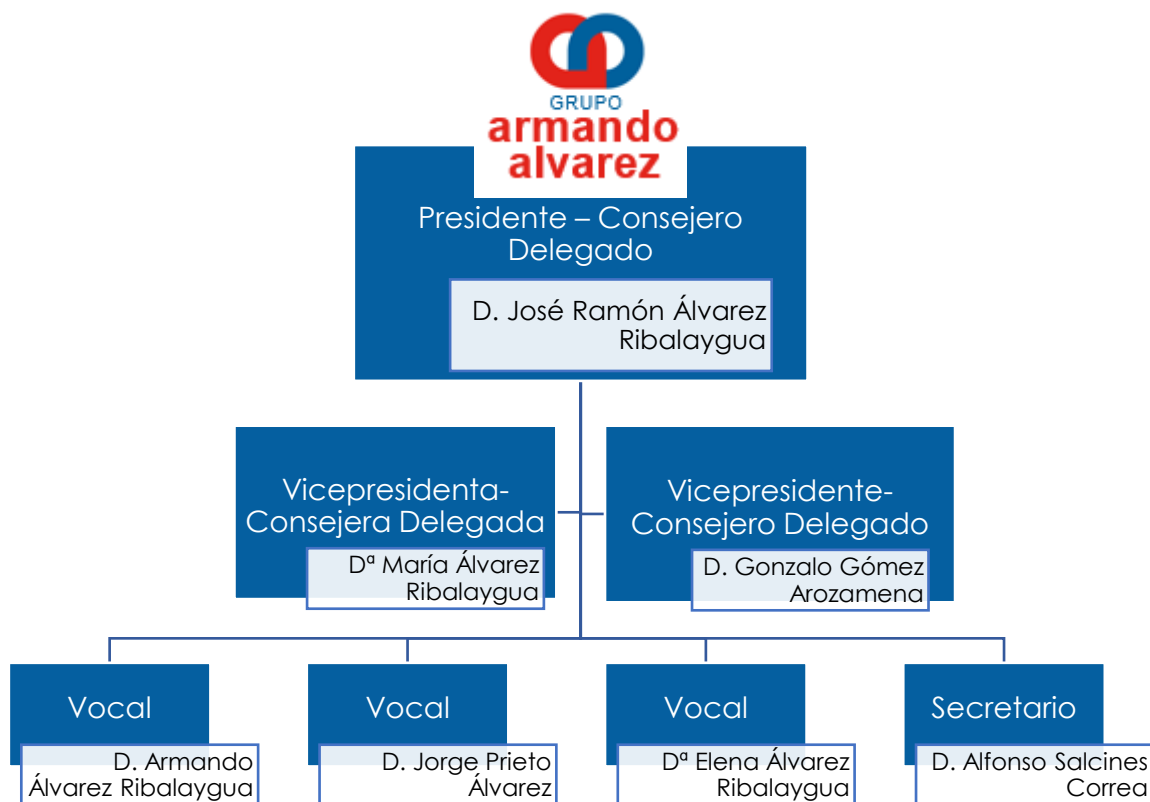 GRUPO
armando
alvarez
Presidente – Consejero
Delegado
D. José Ramón Álvarez
Ribalaygua
Vicepresidenta-
Consejera Delegada
Dª María Álvarez
Ribalaygua
Vicepresidente-
Consejero Delegado
D. Gonzalo Gómez
Arozamena
Vocal
D. Armando
Álvarez Ribalaygua
Vocal
D. Jorge Prieto
Álvarez
Vocal
Dª Elena Álvarez
Ribalaygua
Secretario
D. Alfonso Salcines
Correa